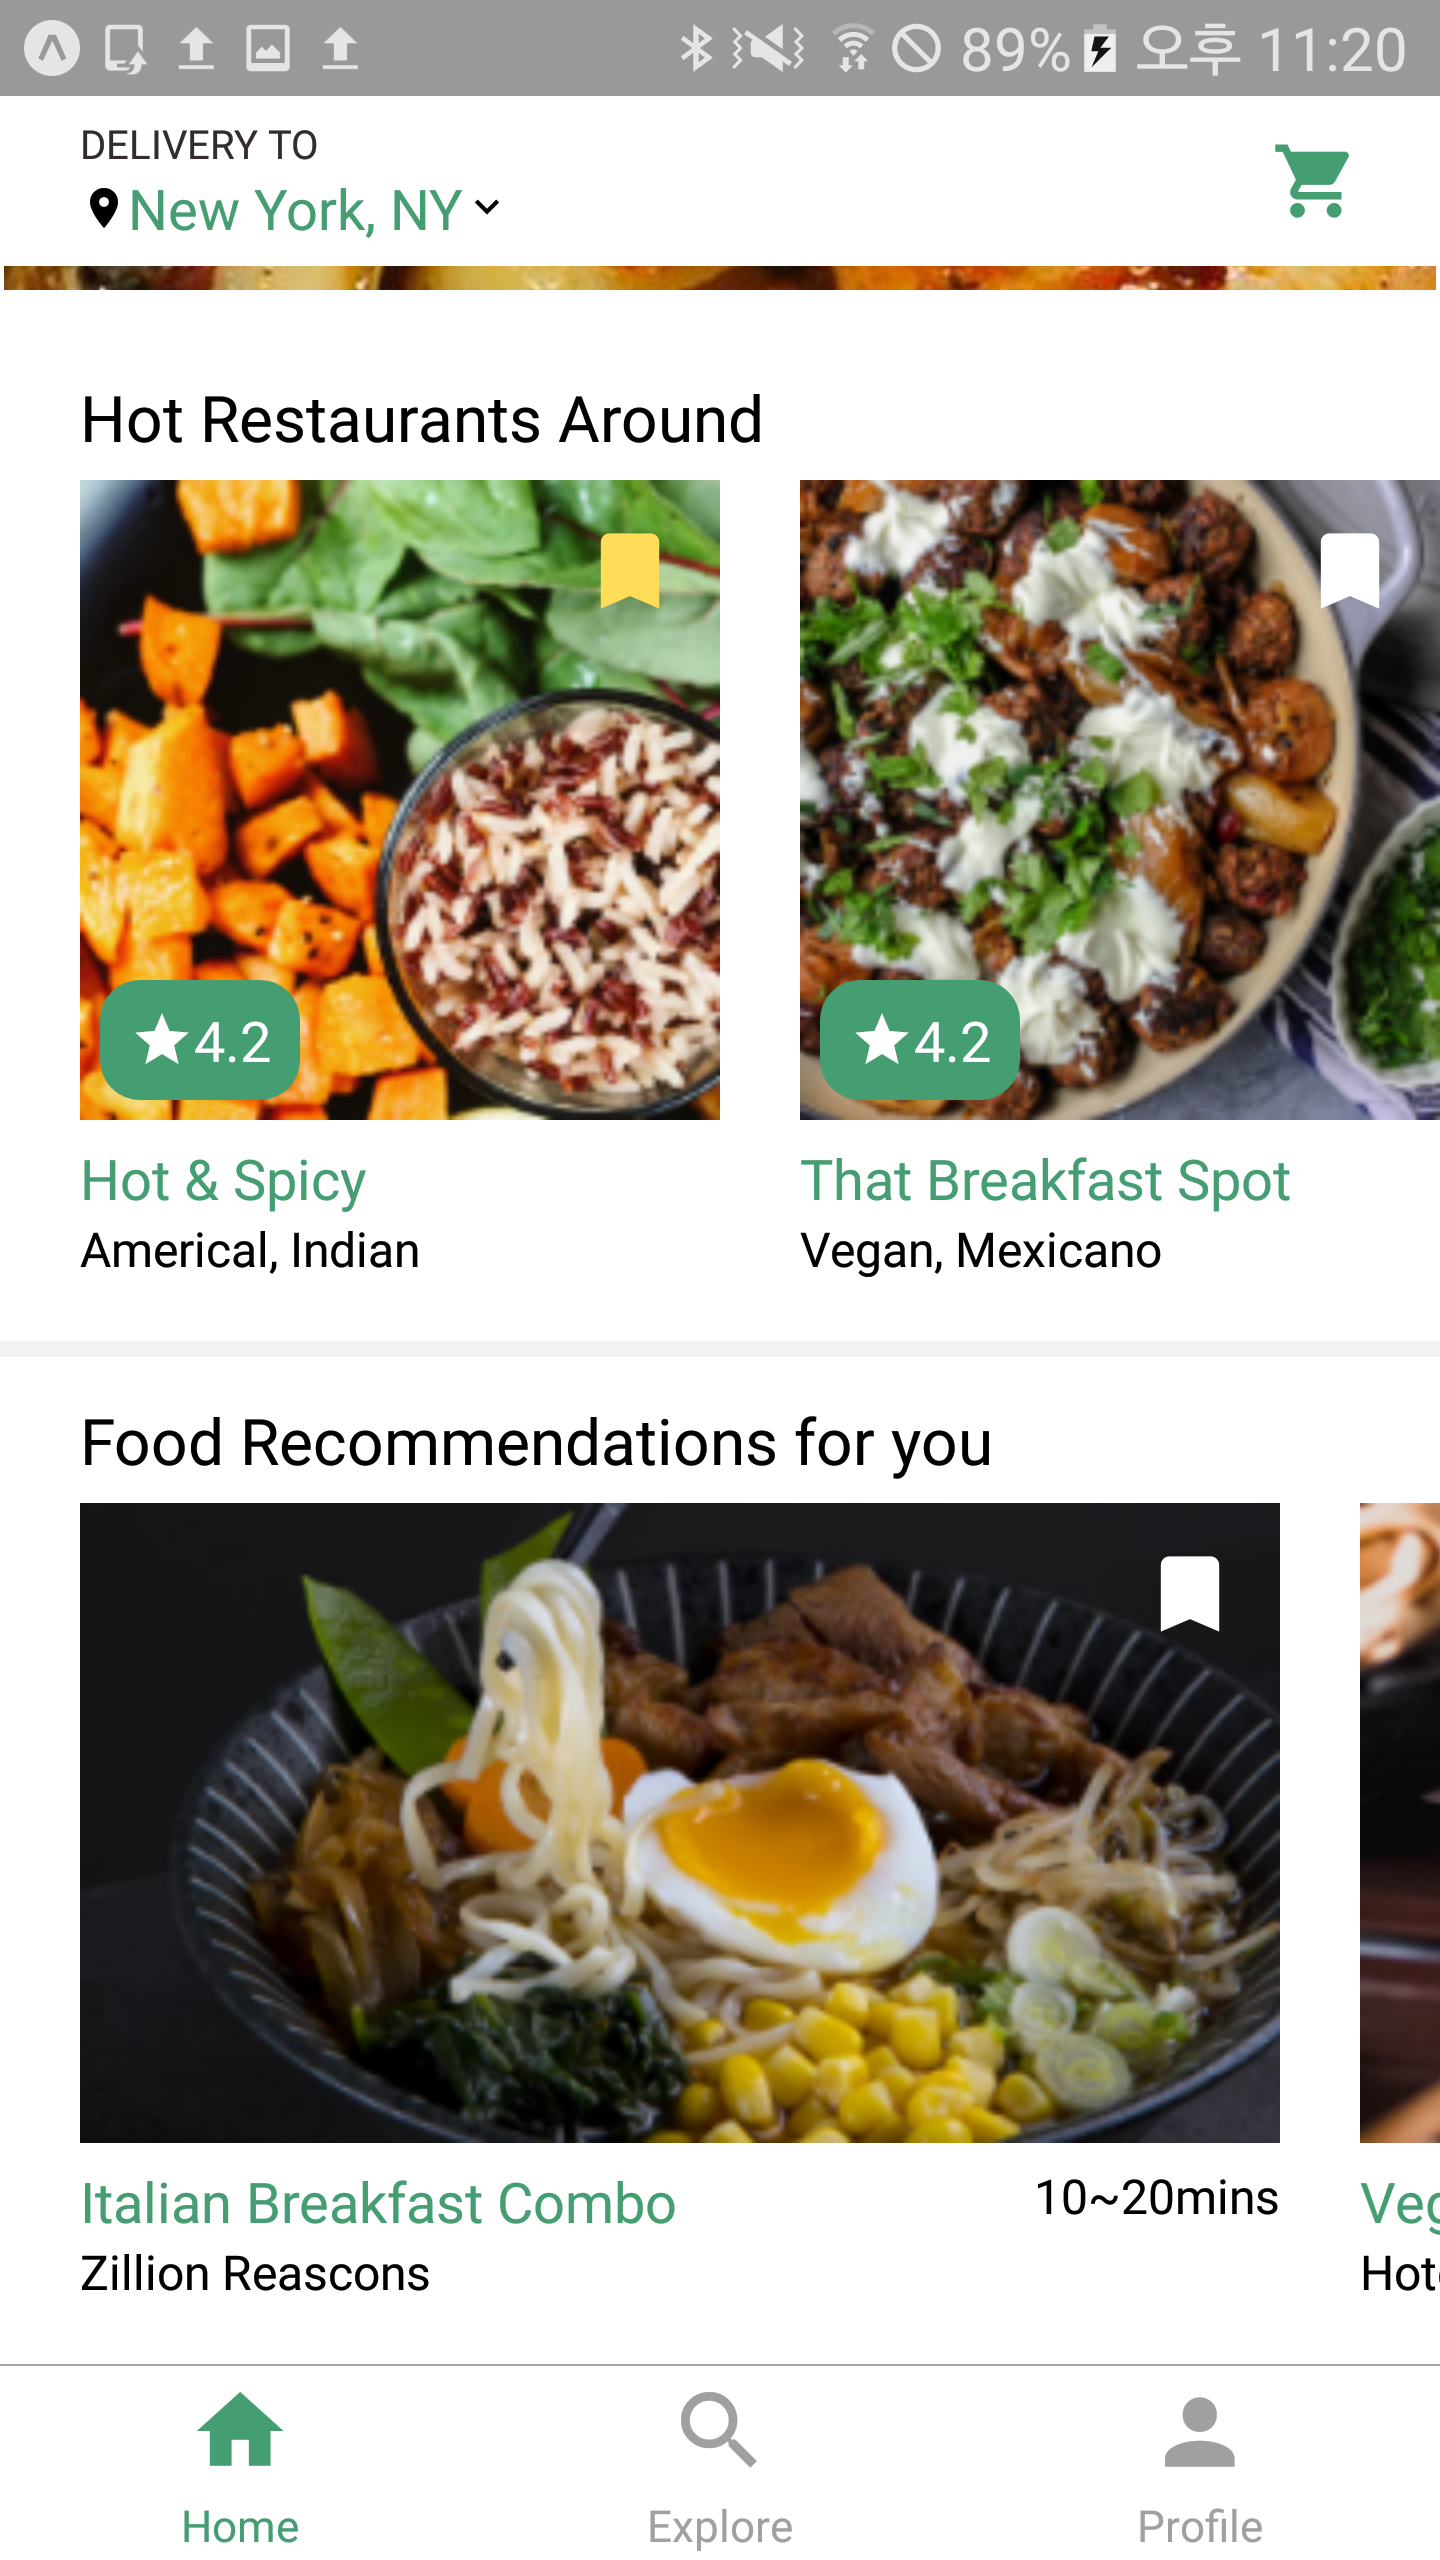 89% 오후 11:20
DELIVERY TO
New York, NY
Hot Restaurants Around
4.2
4.2
Hot & Spicy
That Breakfast Spot
Americal, Indian
Vegan, Mexicano
Food Recommendations for you
Italian Breakfast Combo
10~20mins
Veg
Zillion Reascons
Hot
Home
Explore
Profile